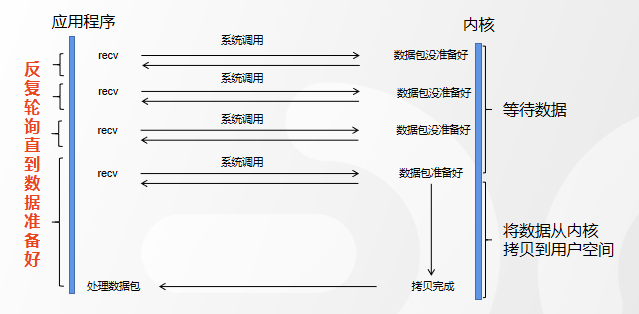 应用程序
内核
反复轮询直到数据准备好
系统调用
recv
数据包没准备好
系统调用
recv
数据包没准备好
等待数据
系统调用
recv
数据包没准备好
系统调用
recv
数据包准备好
将数据从内核
拷贝到用户空间
处理数据包
拷贝完成